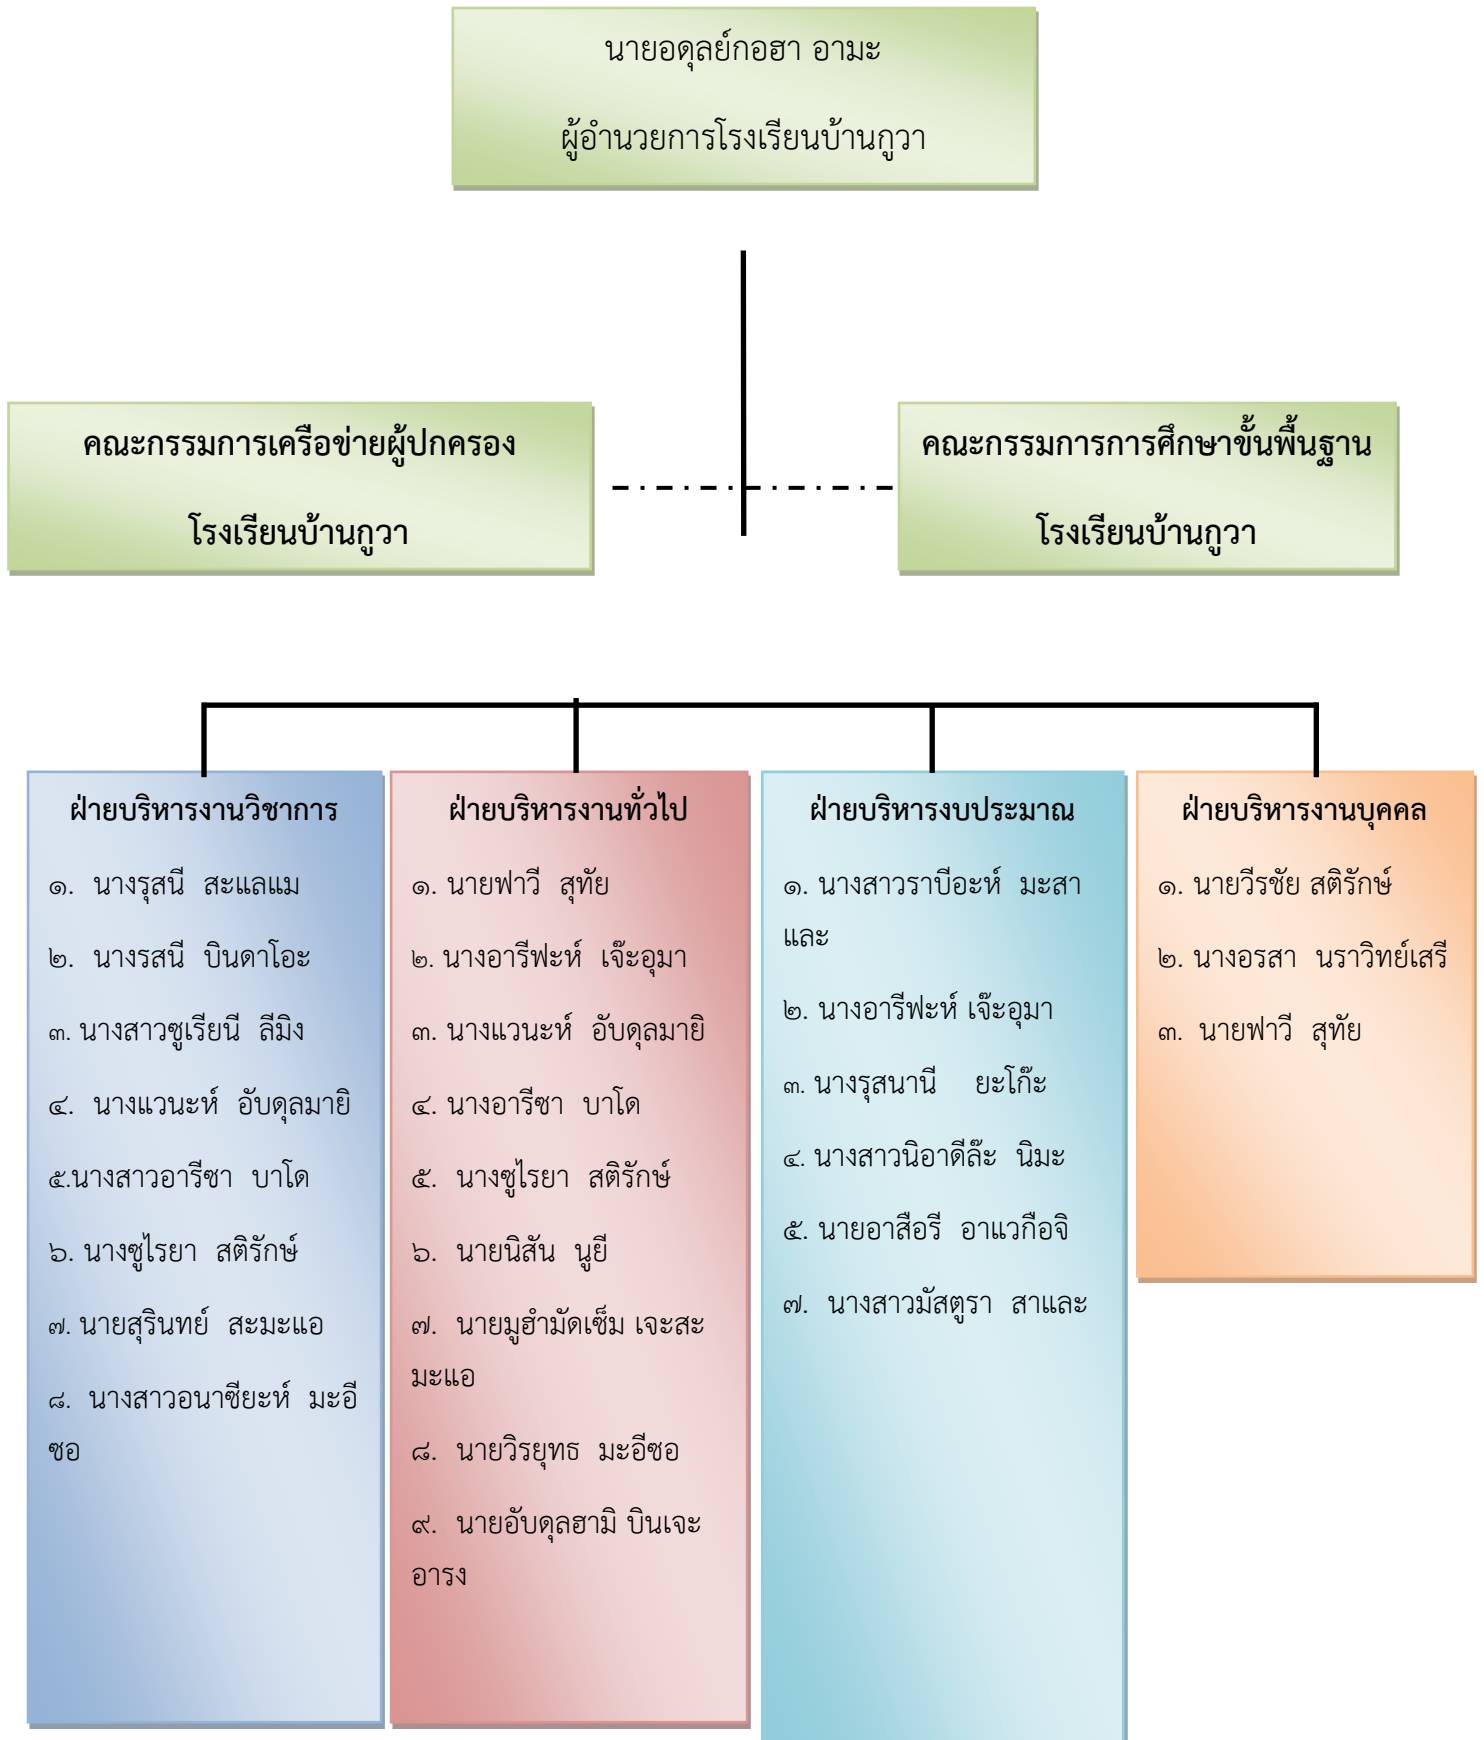 นายอดุลย์กอฮา อามะ
ผู้อำนวยการโรงเรียนบ้านกูวา
คณะกรรมการเครือข่ายผู้ปกครอง
โรงเรียนบ้านกูวา
คณะกรรมการการศึกษาขั้นพื้นฐาน
โรงเรียนบ้านกูวา
ฝ่ายบริหารงานวิชาการ
๑. นางรุสนี สะแลแม
๒. นางรสนี บินดาโอะ
๓. นางสาวซูเรียนี ลีมิง
๔. นางแวนะห์ อับดุลมายิ
๕.นางสาวอารีซา บาโด
๖. นางซูไรยา สติรักษ์
๗. นายสุรินทย์ สะมะแอ
๘. นางสาวอนาซียะห์ มะอี
ซอ
ฝ่ายบริหารงานทั่วไป
๑. นายฟาวี สุทัย
๒. นางอารีฟะห์ เจ๊ะอุมา
๓. นางแวนะห์ อับดุลมายิ
๔. นางอารีซา บาโด
๕. นางซูไรยา สติรักษ์
๖. นายนิสัน นูยี
๗. นายมูฮำมัดเซ็ม เจะสะ
มะแอ
๘. นายวิรยุทธ มะอีซอ
๙. นายอับดุลฮามิ บินเจะ
อารง
ฝ่ายบริหารงบประมาณ
๑. นางสาวราบีอะห์ มะสา
และ
๒. นางอารีฟะห์ เจ๊ะอุมา
๓. นางรุสนานี ยะโก๊ะ
๔. นางสาวนิอาดีล๊ะ นิมะ
๕. นายอาสือรี อาแวกือจิ
๗. นางสาวมัสตูรา สาและ
ฝ่ายบริหารงานบุคคล
๑. นายวีรชัย สติรักษ์
๒. นางอรสา นราวิทย์เสรี
๓. นายฟาวี สุทัย